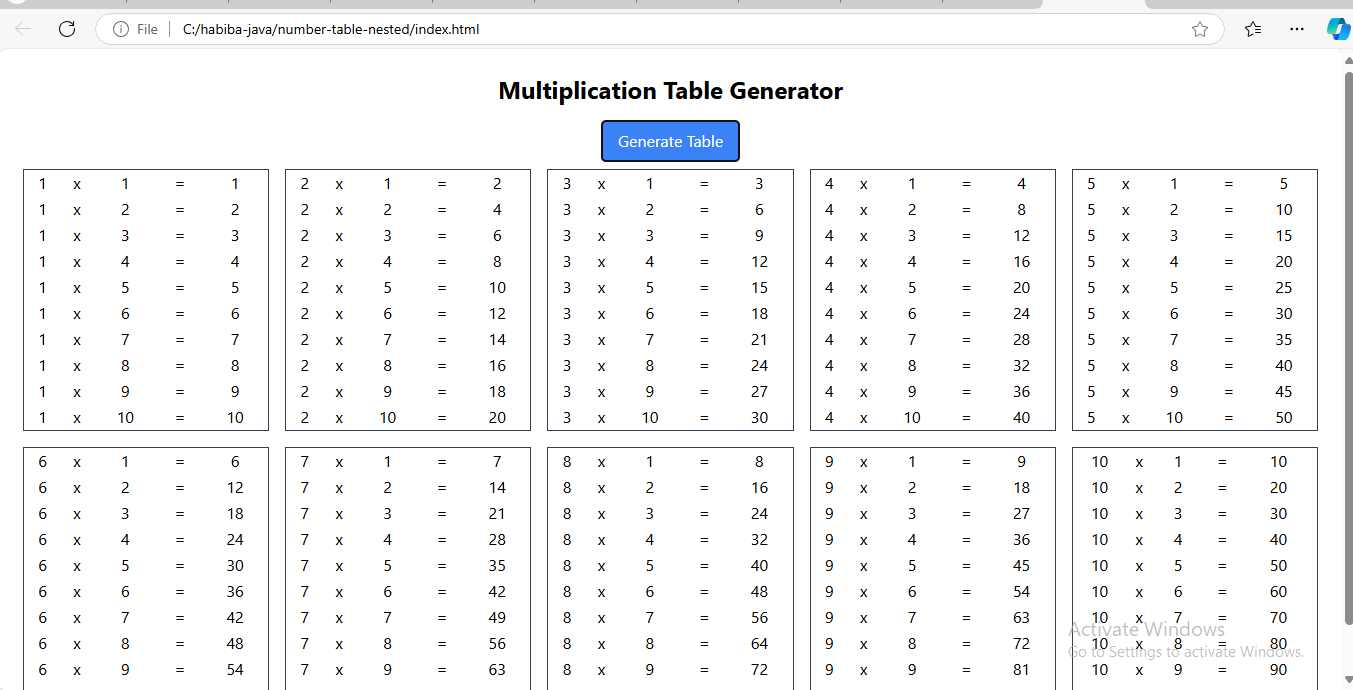 File C:/habiba-java/number-table-nested/index.html
Multiplication Table Generator
Generate Table
1 x 1 = 1 2 x 1 = 2 3 x 1 = 3 4 x 1 = 4 5 x 1 = 5
1 x 2 = 2 2 x 2 = 4 3 x 2 = 6 4 x 2 = 8 5 x 2 = 10
1 x 3 = 3 2 x 3 = 6 3 x 3 = 9 4 x 3 = 12 5 x 3 = 15
1 x 4 = 4 2 x 4 = 8 3 x 4 = 12 4 x 4 = 16 5 x 4 = 20
1 x 5 = 5 2 x 5 = 10 3 x 5 = 15 4 x 5 = 20 5 x 5 = 25
1 x 6 = 6 2 x 6 = 12 3 x 6 = 18 4 x 6 = 24 5 x 6 = 30
1 x 7 = 7 2 x 7 = 14 3 x 7 = 21 4 x 7 = 28 5 x 7 = 35
1 x 8 = 8 2 x 8 = 16 3 x 8 = 24 4 x 8 = 32 5 x 8 = 40
1 x 9 = 9 2 x 9 = 18 3 x 9 = 27 4 x 9 = 36 5 x 9 = 45
1 x 10 = 10 2 x 10 = 20 3 x 10 = 30 4 x 10 = 40 5 x 10 = 50
6 x 1 = 6 7 x 1 = 7 8 x 1 = 8 9 x 1 = 9 10 x 1 = 10
6 x 2 = 12 7 x 2 = 14 8 x 2 = 16 9 x 2 = 18 10 x 2 = 20
6 x 3 = 18 7 x 3 = 21 8 x 3 = 24 9 x 3 = 27 10 x 3 = 30
6 x 4 = 24 7 x 4 = 28 8 x 4 = 32 9 x 4 = 36 10 x 4 = 40
6 x 5 = 30 7 x 5 = 35 8 x 5 = 40 9 x 5 = 45 10 x 5 = 50
6 x 6 = 36 7 x 6 = 42 8 x 6 = 48 9 x 6 = 54 10 x 6 = 60
6 x 7 = 42 7 x 7 = 49 8 x 7 = 56 9 x 7 = 63 10 x 7 = 70
6 x 8 = 48 7 x 8 = 56 8 x 8 = 64 9 x 8 = 72 10 x 8 = 80
6 x 9 = 54 7 x 9 = 63 8 x 9 = 72 9 x 9 = 81 10 x 9 = 90
Activate Windows
Go to Settings to activate Windows.